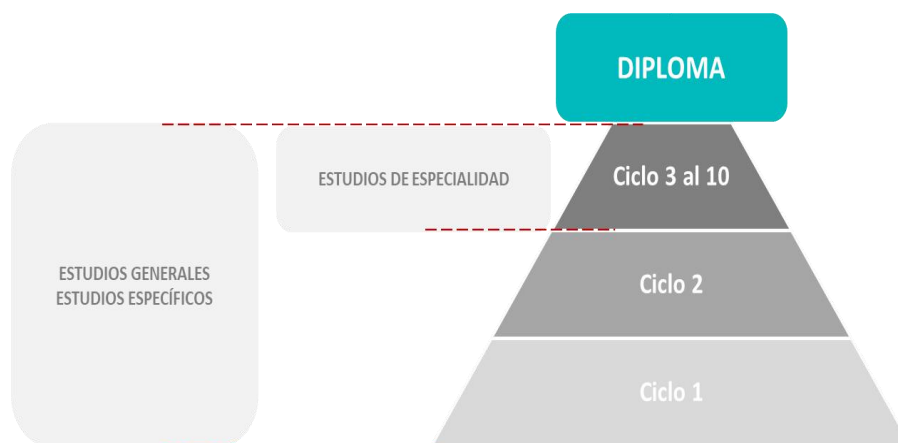 DIPLOMA
ESTUDIOS DE ESPECIALIDAD
Ciclo 3 al 10
ESTUDIOS GENERALES
ESTUDIOS ESPECÍFICOS
Ciclo 2
Ciclo 1